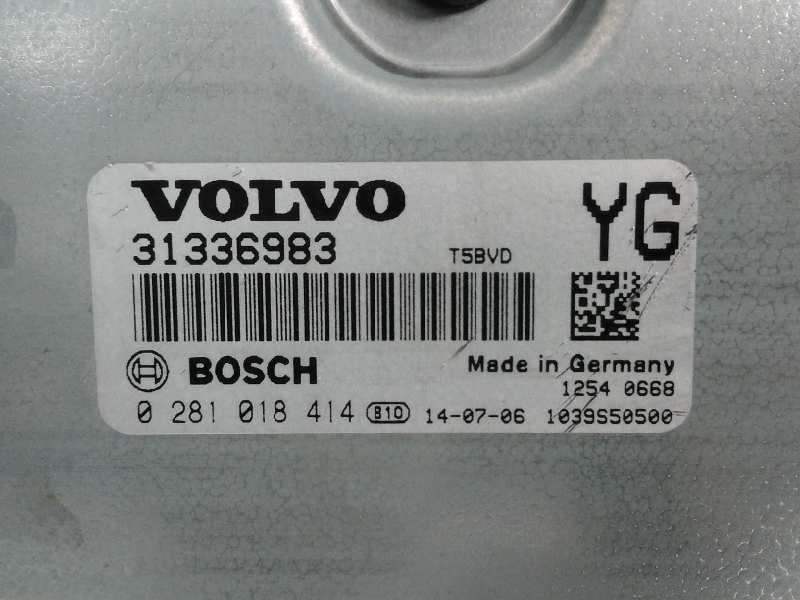 VOLVO
YG
31336983 T5BVD
BOSCH Made in Germany
1254 0668
0 281 018 414 B10 14-07-06 1039S50500